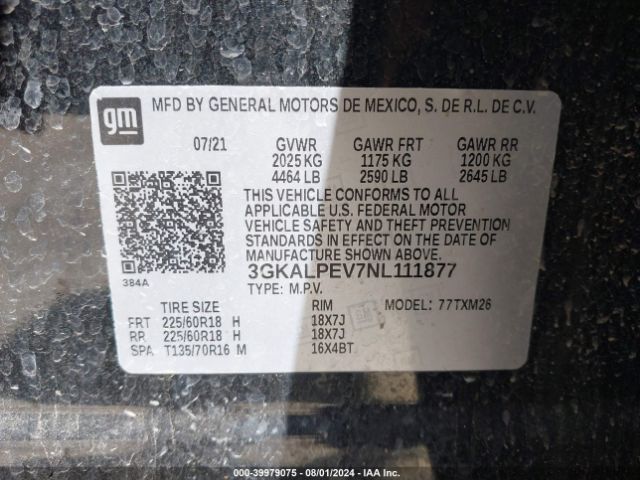 gm
MFD BY GENERAL MOTORS DE MEXICO, S. DE R.L. DE C.V.
07/21 GVWR GAWR FRT GAWR RR
2025 KG 1175 KG 1200 KG
4464 LB 2590 LB 2645 LB
THIS VEHICLE CONFORMS TO ALL
APPLICABLE U.S. FEDERAL MOTOR
VEHICLE SAFETY AND THEFT PREVENTION
STANDARDS IN EFFECT ON THE DATE OF
MANUFACTURE SHOWN ABOVE.
384A
3GKALPEV7NL111877
TYPE: M.P.V.
TIRE SIZE RIM MODEL: 77TXM26
FRT 225/60R18 H 18X7J
RR 225/60R18 H 18X7J
SPA T135/70R16 M 16X4BT
000-39979075 - 08/01/2024 - IAA Inc.